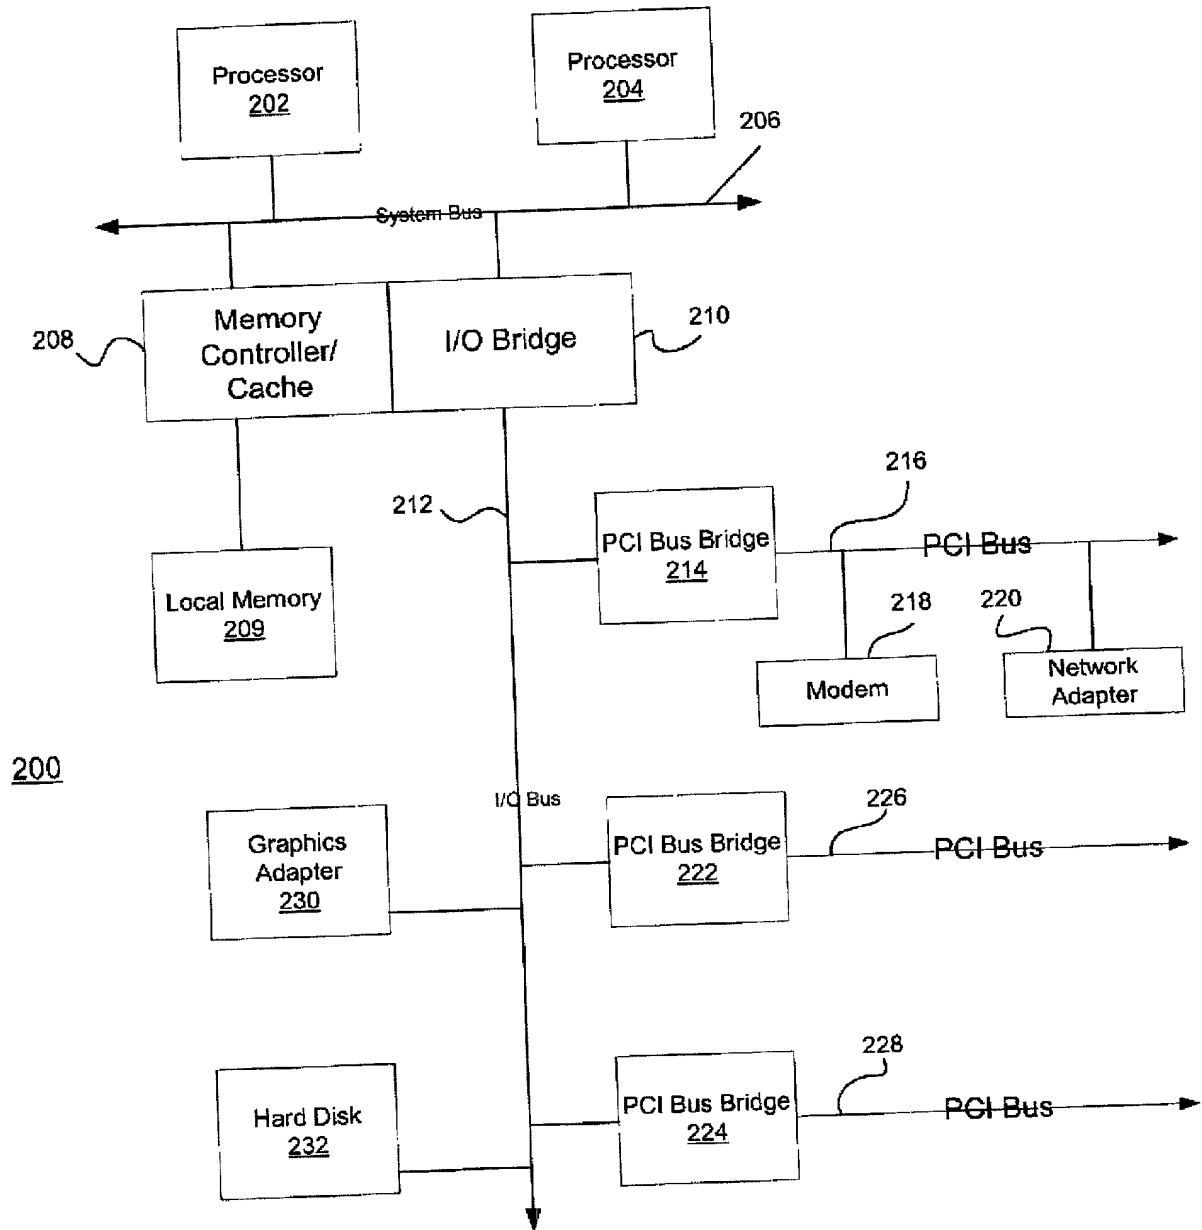 Processor
202
Processor
204
206
System Bus
208
Memory
Controller/
Cache
I/O Bridge
210
212
216
PCI Bus Bridge
214
PCI Bus
Local Memory
209
218
220
Modem
Network
Adapter
200
I/O Bus
226
Graphics
Adapter
230
PCI Bus Bridge
222
PCI Bus
228
Hard Disk
232
PCI Bus Bridge
224
PCI Bus